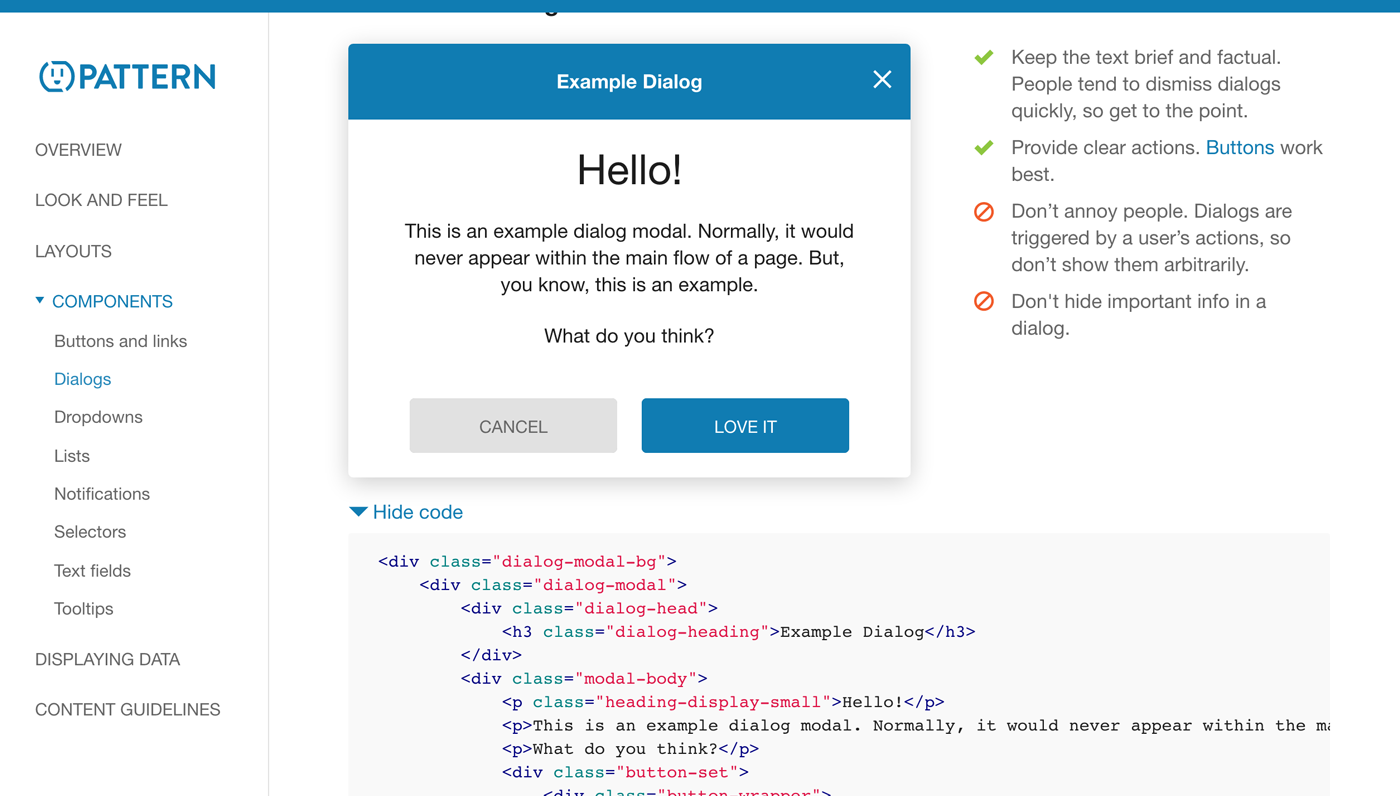 PATTERN
OVERVIEW
LOOK AND FEEL
LAYOUTS
COMPONENTS
Buttons and links
Dialogs
Dropdowns
Lists
Notifications
Selectors
Text fields
Tooltips
DISPLAYING DATA
CONTENT GUIDELINES
Example Dialog
Hello!
This is an example dialog modal. Normally, it would
never appear within the main flow of a page. But,
you know, this is an example.
What do you think?
CANCEL
LOVE IT
Keep the text brief and factual.
People tend to dismiss dialogs
quickly, so get to the point.
Provide clear actions. Buttons work
best.
Don’t annoy people. Dialogs are
triggered by a user’s actions, so
don’t show them arbitrarily.
Don't hide important info in a
dialog.
Hide code
<div class="dialog-modal-bg">
<div class="dialog-modal">
<div class="dialog-head">
<h3 class="dialog-heading">Example Dialog</h3>
</div>
<div class="modal-body">
<p class="heading-display-small">Hello!</p>
<p>This is an example dialog modal. Normally, it would never appear within the
<p>What do you think?</p>
<div class="button-set">
<div class="button-wrapper">